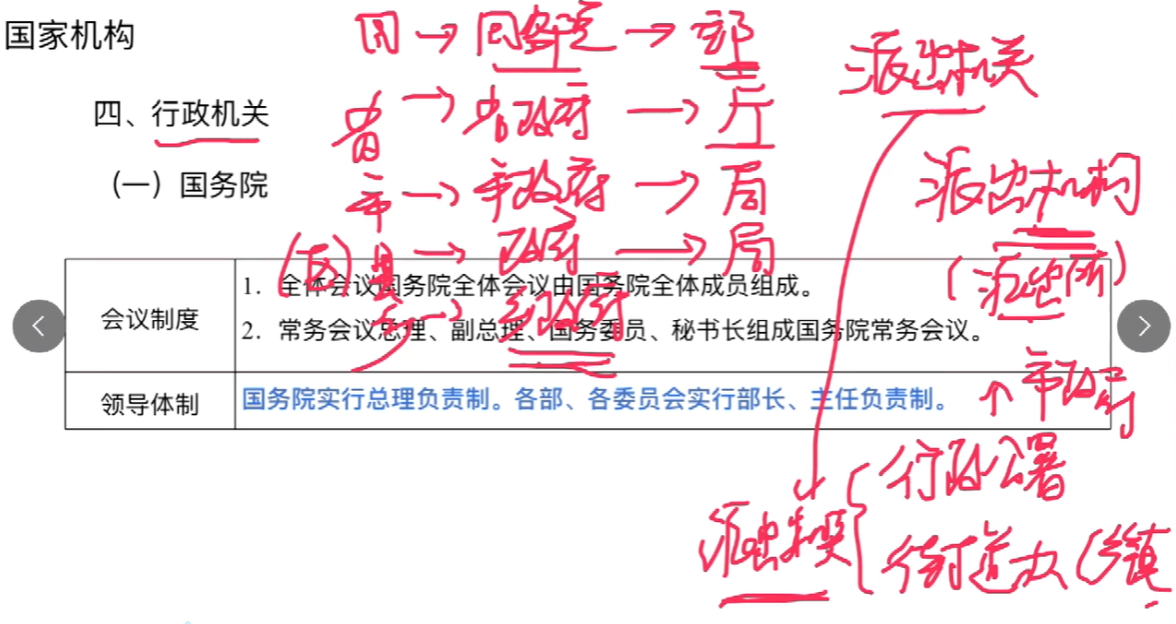 国家机构
国→国务院→部
派出机关
四、行政机关
省→省政府→厅
派出机构
（一）国务院
市→市政府→局
(区)县→政府→局
(派出所)
会议制度
1. 全体会议国务院全体会议由国务院全体成员组成。
乡→乡政府
2. 常务会议总理、副总理、国务委员、秘书长组成国务院常务会议。
领导体制
国务院实行总理负责制。各部、各委员会实行部长、主任负责制。
↑市政府
行政公署
派出
街道办(乡镇